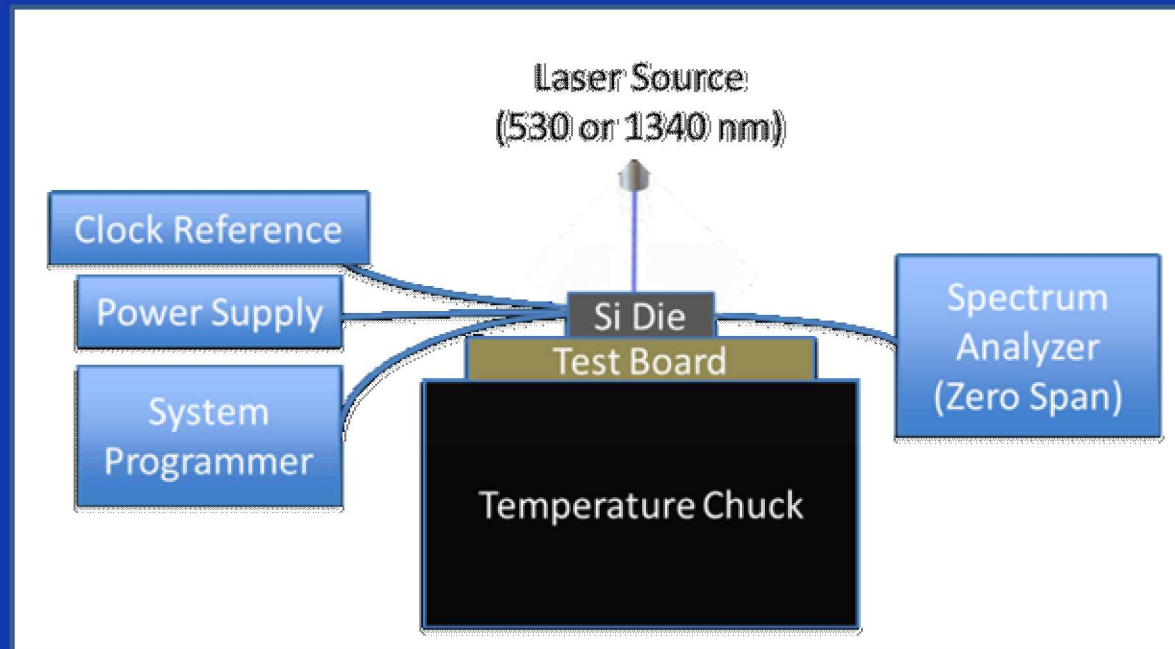 Laser Source
(530 or 1340 nm)
Clock Reference
Power Supply
System
Programmer
Si Die
Test Board
Temperature Chuck
Spectrum
Analyzer
(Zero Span)